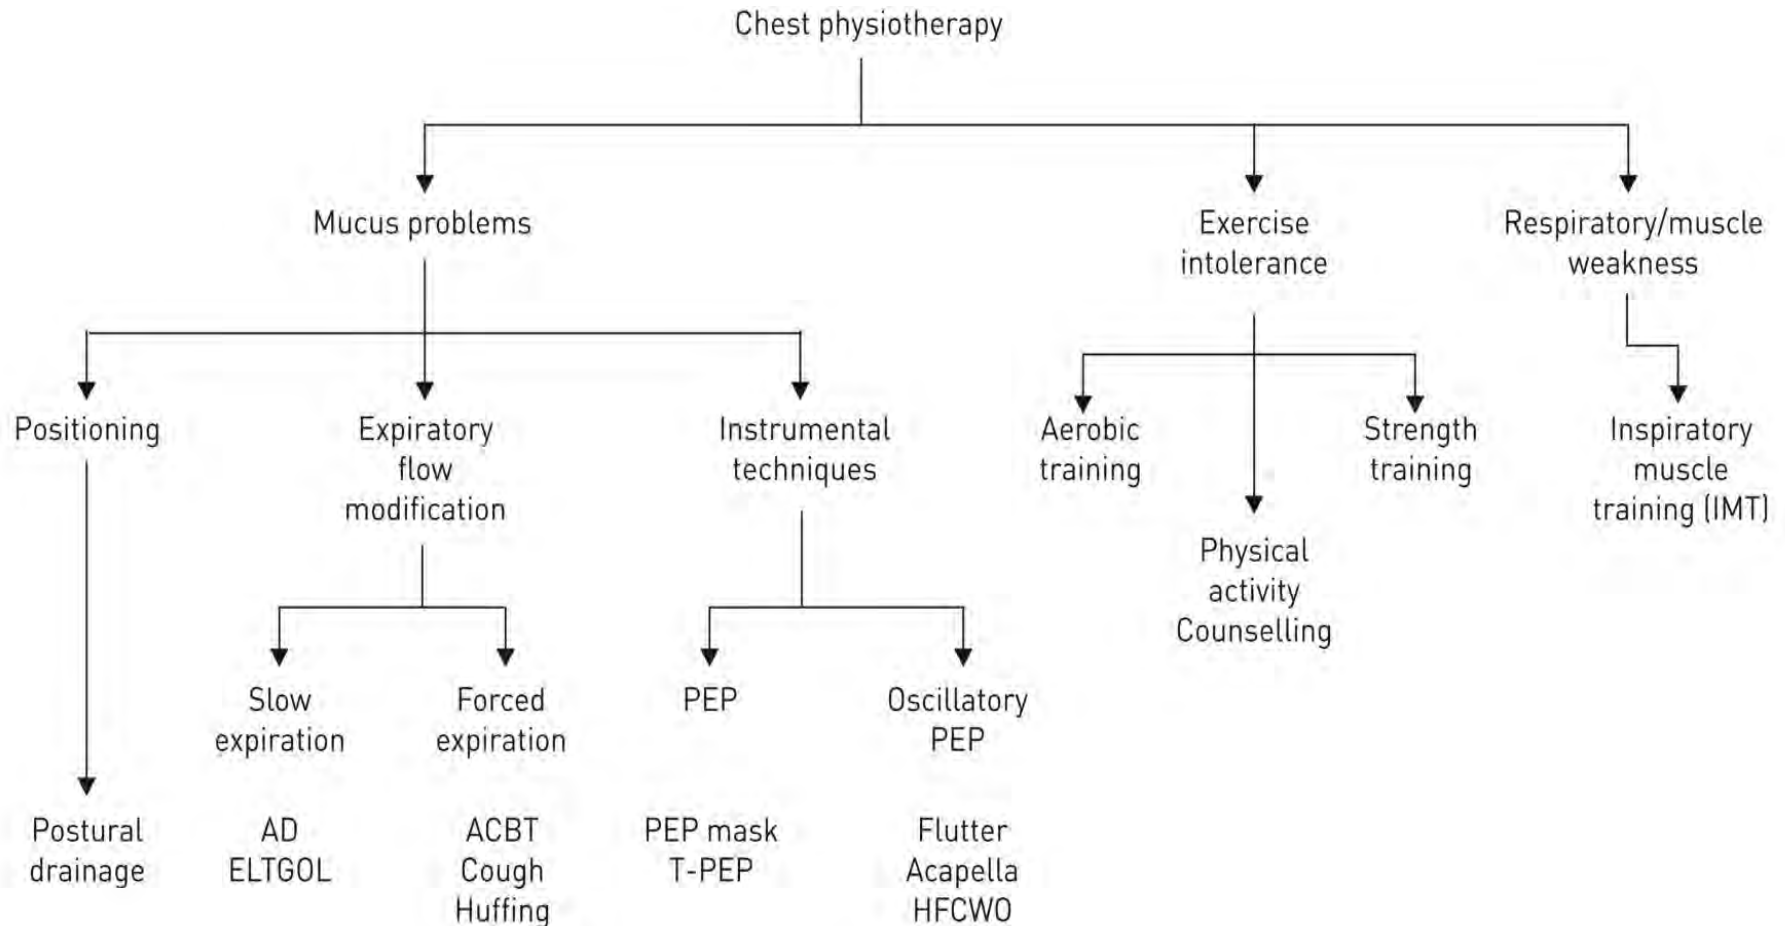 Chest physiotherapy
Mucus problems
Exercise
intolerance
Respiratory/muscle
weakness
Positioning
Expiratory
flow
modification
Instrumental
techniques
Aerobic
training
Strength
training
Inspiratory
muscle
training (IMT)
Physical
activity
Counselling
Slow
expiration
Forced
expiration
PEP
Oscillatory
PEP
Postural
drainage
AD
ELTGOL
ACBT
Cough
Huffing
PEP mask
T-PEP
Flutter
Acapella
HFCWO